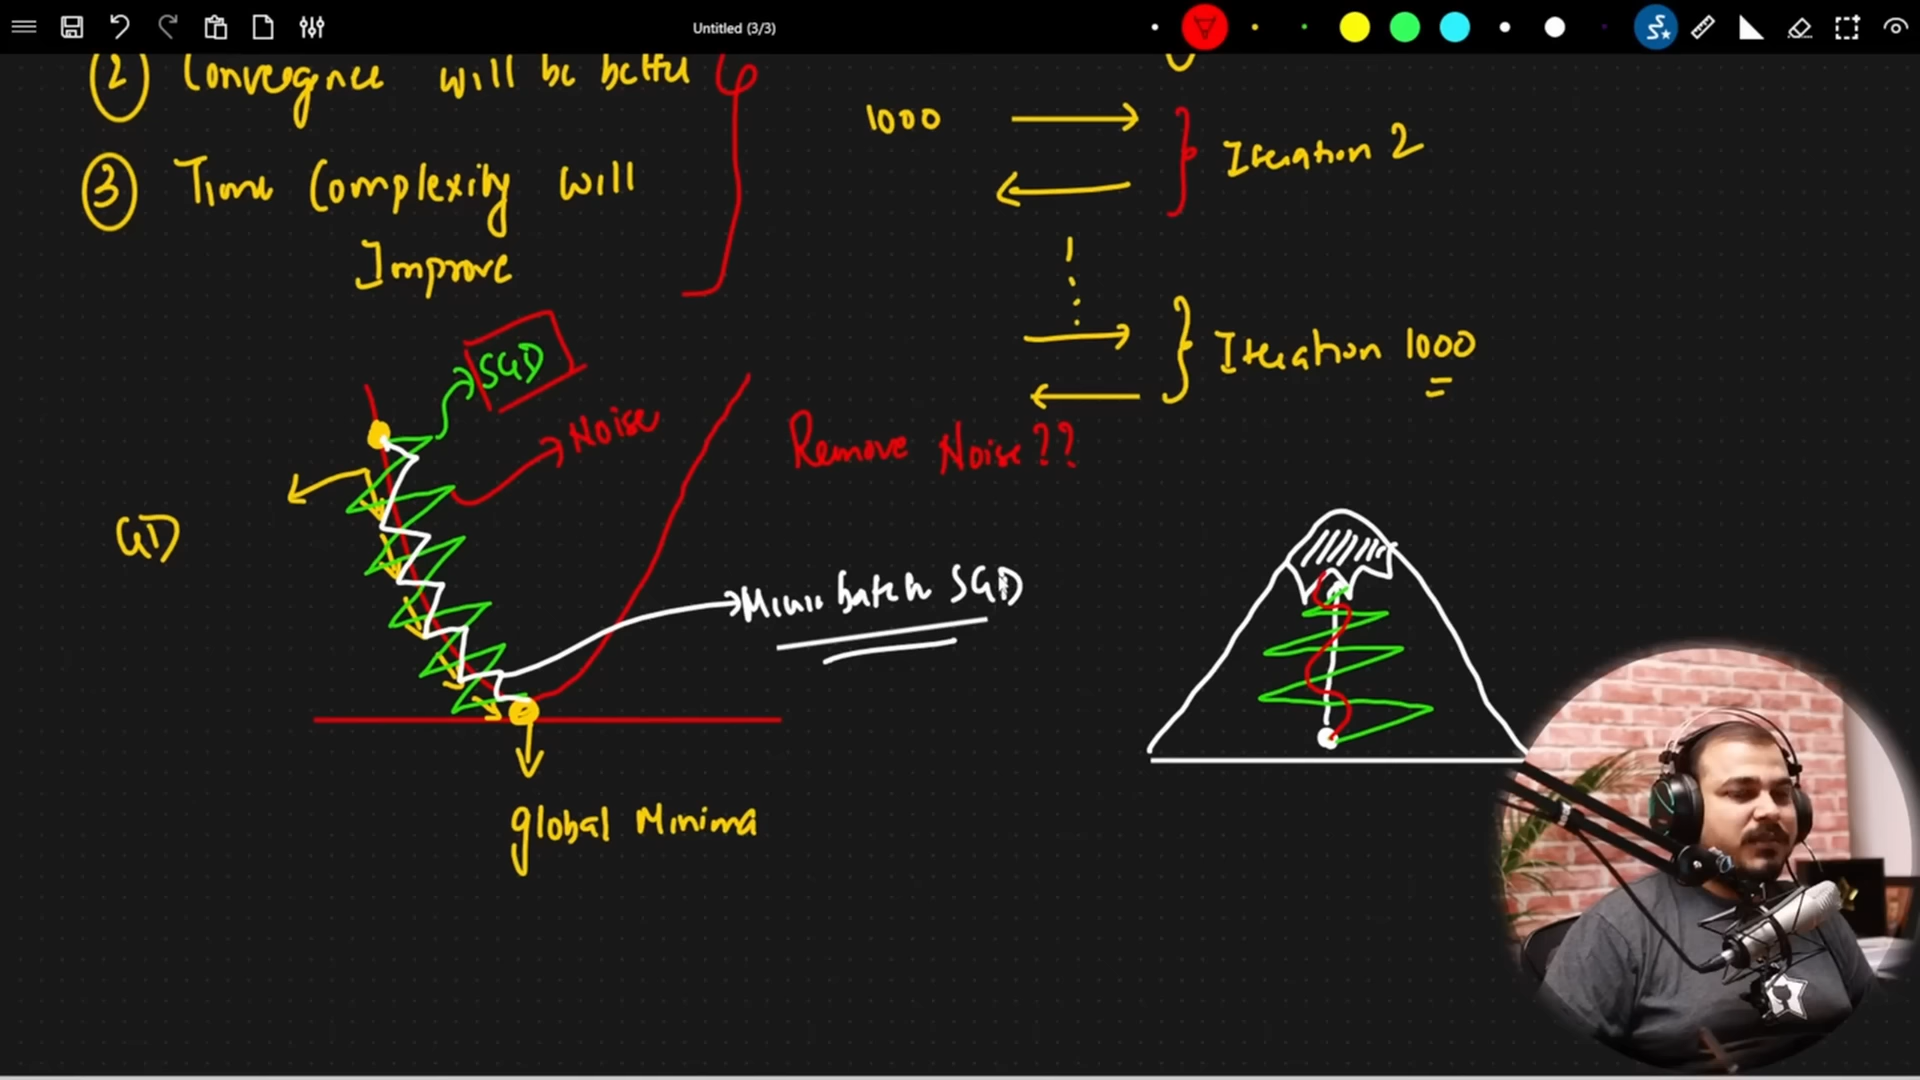 Untitled (3/3)
② Convergence will be better
③ Time Complexity will
Improve
1000
Iteration 2
Iteration 1000
SGD
Noise
Remove Noise??
GD
Mini batch SGD
global Minima